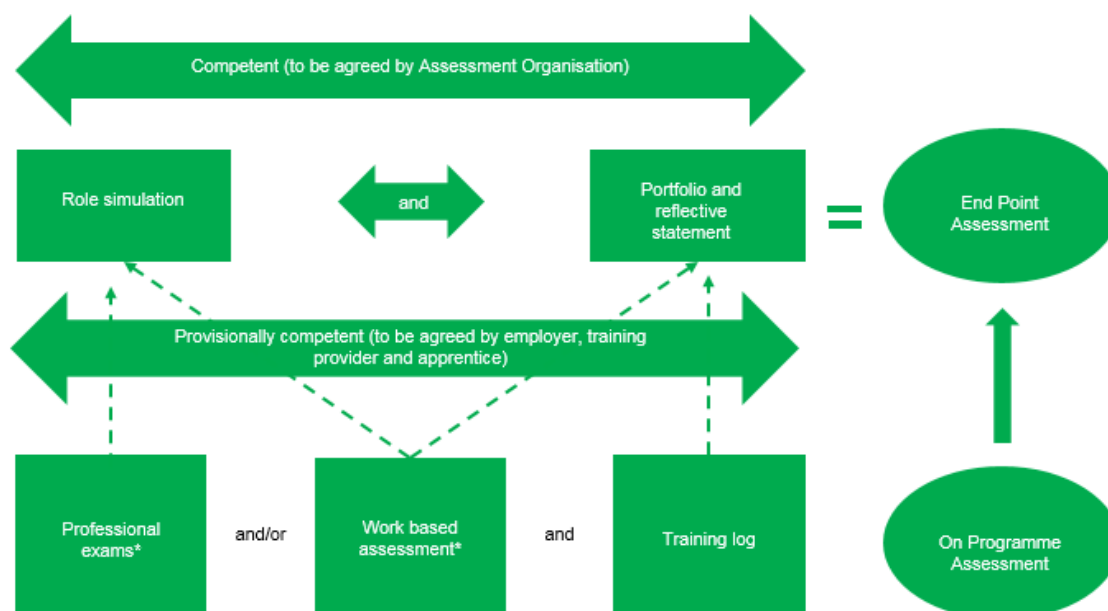 Competent (to be agreed by Assessment Organisation)
Role simulation
and
Portfolio and
reflective
statement
=
End Point
Assessment
Provisionally competent (to be agreed by employer, training
provider and apprentice)
Professional
exams*
and/or
Work based
assessment*
and
Training log
On Programme
Assessment